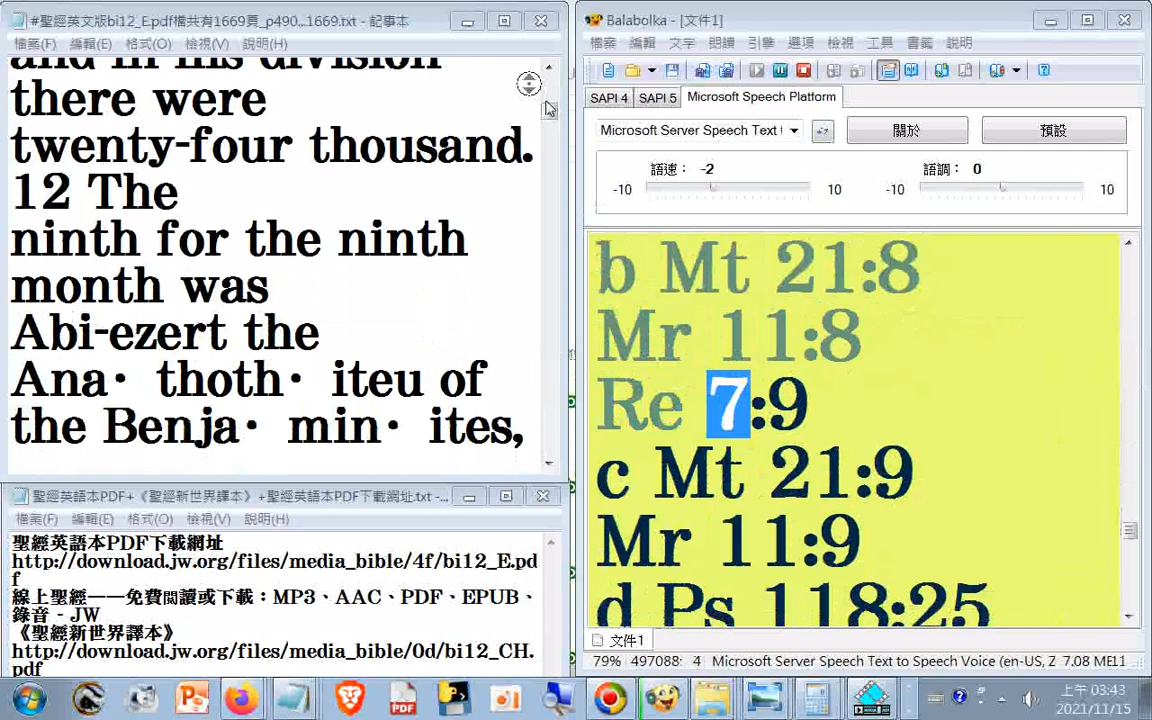 #聖經英文版bi12_E.pdf檔共有1669頁_p490...1669.txt - 記事本
檔案(F) 編輯(E) 格式(O) 檢視(V) 說明(H)
and in his division
there were
twenty-four thousand.
12 The
ninth for the ninth
month was
Abi-ezert the
Ana· thoth· iteu of
the Benja· min· ites,
聖經英語本PDF+《聖經新世界譯本》+聖經英語本PDF下載網址.txt -...
檔案(F) 編輯(E) 格式(O) 檢視(V) 說明(H)
聖經英語本PDF下載網址
http://download.jw.org/files/media_bible/4f/bi12_E.pd
f
線上聖經——免費閱讀或下載：MP3、AAC、PDF、EPUB、
錄音 - JW
《聖經新世界譯本》
http://download.jw.org/files/media_bible/0d/bi12_CH.
pdf
Balabolka - [文件1]
檔案 編輯 文字 朗讀 引擎 選項 檢視 工具 書籤 說明
SAPI 4 SAPI 5 Microsoft Speech Platform
Microsoft Server Speech Text
關於 預設
語速： -2 語調： 0
-10 10 -10 10
b Mt 21:8
Mr 11:8
Re 7:9
c Mt 21:9
Mr 11:9
d Ps 118:25
文件1
79% 497088: 4 Microsoft Server Speech Text to Speech Voice (en-US, Z 7.08 ME11
上午 03:43
2021/11/15